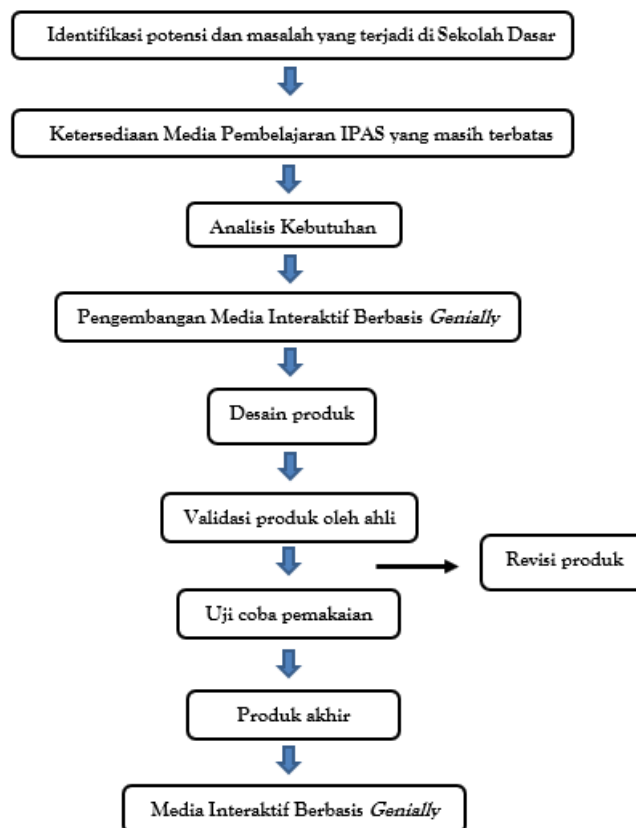 Identifikasi potensi dan masalah yang terjadi di Sekolah Dasar
Ketersediaan Media Pembelajaran IPAS yang masih terbatas
Analisis Kebutuhan
Pengembangan Media Interaktif Berbasis Genially
Desain produk
Validasi produk oleh ahli
Revisi produk
Uji coba pemakaian
Produk akhir
Media Interaktif Berbasis Genially